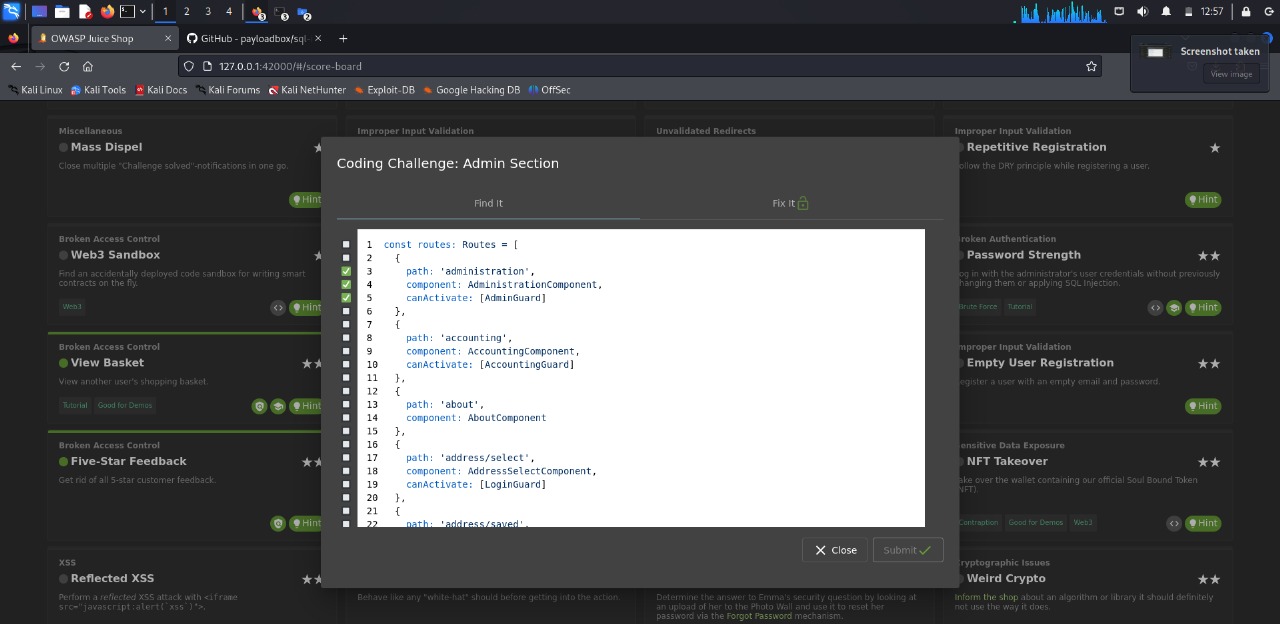 1 2 3 4 3 5 2 12:57
OWASP Juice Shop × GitHub - payloadbox/sql- × +
Screenshot taken
View image
127.0.0.1:42000/#/score-board
Kali Linux Kali Tools Kali Docs Kali Forums Kali NetHunter Exploit-DB Google Hacking DB OffSec
Miscellaneous
Mass Dispel
Close multiple "Challenge solved"-notifications in one go.
Hint
Improper Input Validation
Unvalidated Redirects
Improper Input Validation
Repetitive Registration
ollow the DRY principle while registering a user.
Hint
Broken Access Control
Web3 Sandbox
Find an accidentally deployed code sandbox for writing smart
contracts on the fly.
Web3
<> Hint
roken Authentication
Password Strength
og in with the administrator's user credentials without previously
hanging them or applying SQL Injection.
rute Force Tutorial
<> Hint
Broken Access Control
View Basket
View another user's shopping basket.
Tutorial Good for Demos
Hint
mproper Input Validation
Empty User Registration
egister a user with an empty email and password.
Hint
Broken Access Control
Five-Star Feedback
Get rid of all 5-star customer feedback.
Hint
ensitive Data Exposure
NFT Takeover
ake over the wallet containing our official Soul Bound Token
NFT).
ontraption Good for Demos Web3
<> Hint
XSS
Reflected XSS
Perform a reflected XSS attack with <iframe
src="javascript:alert(`xss`)">.
Behave like any "white-hat" should before getting into the action.
Determine the answer to Emma's security question by looking at
an upload of her to the Photo Wall and use it to reset her
password via the Forgot Password mechanism.
ryptographic Issues
Weird Crypto
Inform the shop about an algorithm or library it should definitely
not use the way it does.
Coding Challenge: Admin Section
Find It Fix It
1 const routes: Routes = [
2 {
3 path: 'administration',
4 component: AdministrationComponent,
5 canActivate: [AdminGuard]
6 },
7 {
8 path: 'accounting',
9 component: AccountingComponent,
10 canActivate: [AccountingGuard]
11 },
12 {
13 path: 'about',
14 component: AboutComponent
15 },
16 {
17 path: 'address/select',
18 component: AddressSelectComponent,
19 canActivate: [LoginGuard]
20 },
21 {
22 path: 'address/saved',
Close Submit